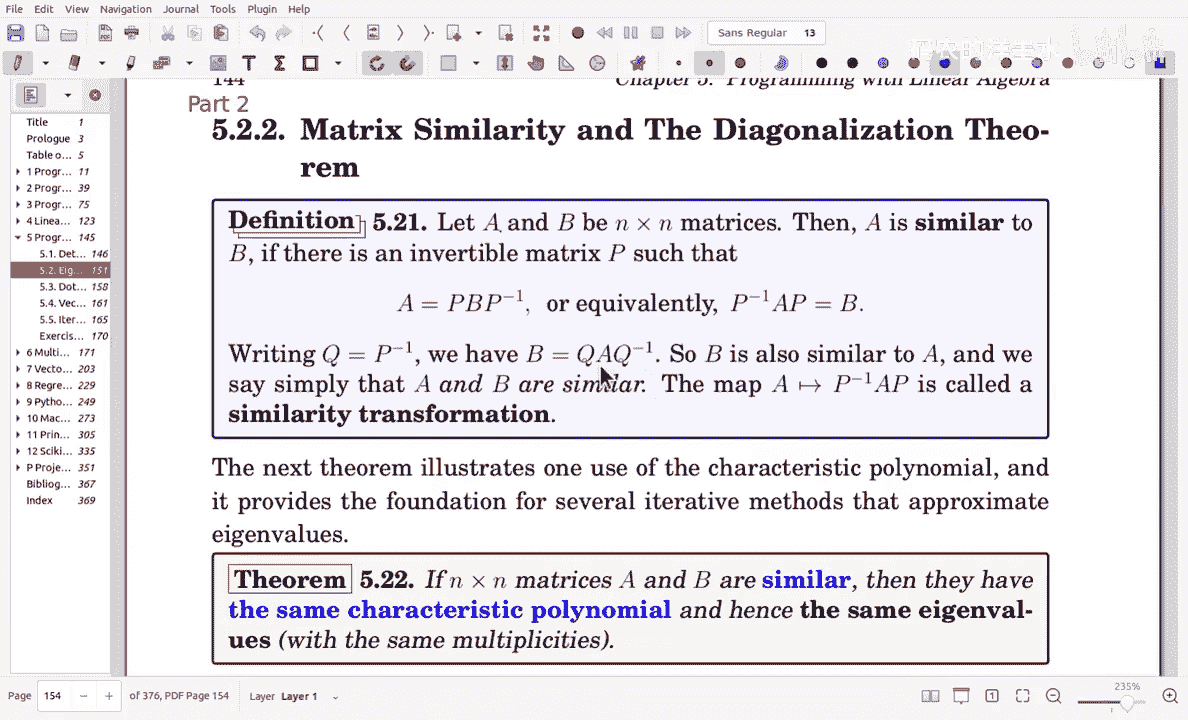 File Edit View Navigation Journal Tools Plugin Help
Sans Regular 13
144 Chapter 5. Programming with Linear Algebra
Part 2
5.2.2. Matrix Similarity and The Diagonalization Theo-
rem
Definition 5.21. Let A and B be n × n matrices. Then, A is similar to
B, if there is an invertible matrix P such that
A = PBP⁻¹, or equivalently, P⁻¹AP = B.
Writing Q = P⁻¹, we have B = QAQ⁻¹. So B is also similar to A, and we
say simply that A and B are similar. The map A ↦ P⁻¹AP is called a
similarity transformation.
The next theorem illustrates one use of the characteristic polynomial, and
it provides the foundation for several iterative methods that approximate
eigenvalues.
Theorem 5.22. If n × n matrices A and B are similar, then they have
the same characteristic polynomial and hence the same eigenval-
ues (with the same multiplicities).
Title 1
Prologue 3
Table o... 5
1 Progr... 11
2 Progr... 39
3 Progr... 75
4 Linea... 123
5 Progr... 145
5.1. Det... 146
5.2. Eig... 151
5.3. Dot... 158
5.4. Vec... 161
5.5. Iter... 165
Exercis... 170
6 Multi... 171
7 Vecto... 203
8 Regre... 229
9 Pytho... 249
10 Mac... 273
11 Prin... 305
12 Sciki... 335
P Proje... 351
Bibliog... 367
Index 369
Page 154 − + of 376, PDF Page 154 Layer Layer 1
235%